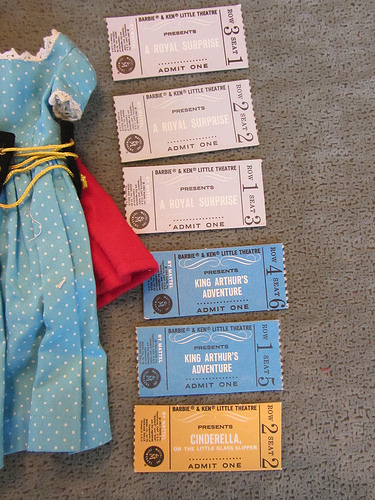 BARBIE® & KEN® LITTLE THEATRE
PRESENTS
A ROYAL SURPRISE
ADMIT ONE
ROW 3 SEAT 1
BARBIE® & KEN® LITTLE THEATRE
PRESENTS
A ROYAL SURPRISE
ADMIT ONE
ROW 2 SEAT 2
BARBIE® & KEN® LITTLE THEATRE
PRESENTS
A ROYAL SURPRISE
ADMIT ONE
ROW 1 SEAT 3
BARBIE® & KEN® LITTLE THEATRE
PRESENTS
KING ARTHUR'S
ADVENTURE
ADMIT ONE
ROW 4 SEAT 6
BY MATTEL
BARBIE® & KEN® LITTLE THEATRE
PRESENTS
KING ARTHUR'S
ADVENTURE
ADMIT ONE
ROW 1 SEAT 5
BY MATTEL
BARBIE® & KEN® LITTLE THEATRE
PRESENTS
CINDERELLA,
OR THE LITTLE GLASS SLIPPER
ADMIT ONE
ROW 2 SEAT 2